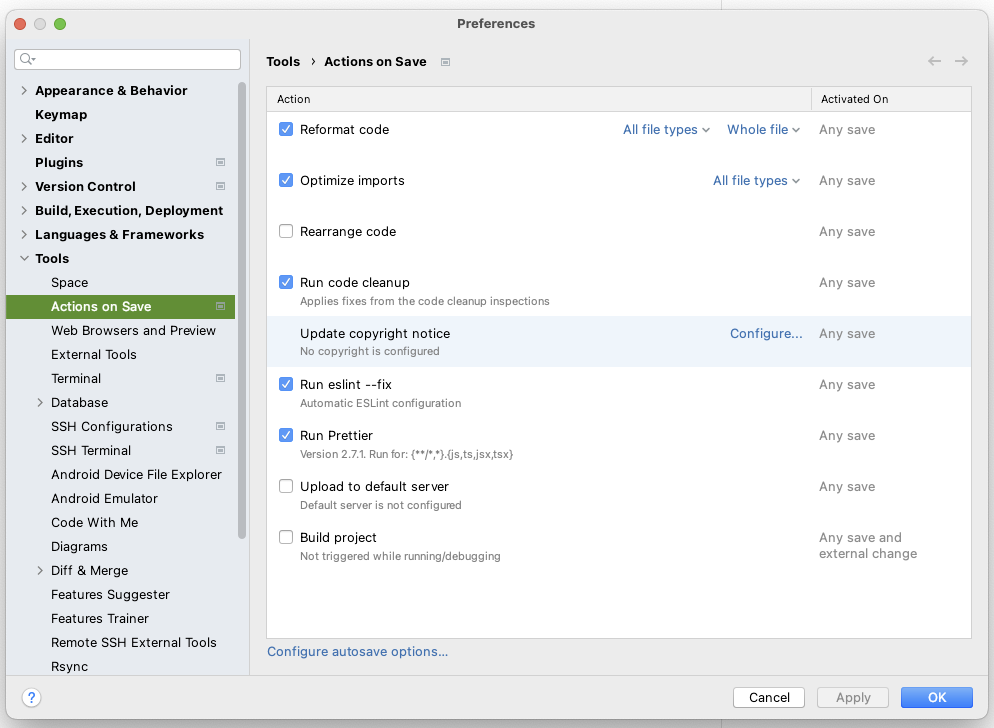 Preferences
Tools › Actions on Save
Appearance & Behavior
Keymap
Editor
Plugins
Version Control
Build, Execution, Deployment
Languages & Frameworks
Tools
Space
Actions on Save
Web Browsers and Preview
External Tools
Terminal
Database
SSH Configurations
SSH Terminal
Android Device File Explorer
Android Emulator
Code With Me
Diagrams
Diff & Merge
Features Suggester
Features Trainer
Remote SSH External Tools
Rsync
Action Activated On
Reformat code All file types Whole file Any save
Optimize imports All file types Any save
Rearrange code Any save
Run code cleanup Any save
Applies fixes from the code cleanup inspections
Update copyright notice Configure... Any save
No copyright is configured
Run eslint --fix Any save
Automatic ESLint configuration
Run Prettier Any save
Version 2.7.1. Run for: {**/*,*}.{js,ts,jsx,tsx}
Upload to default server Any save
Default server is not configured
Build project Any save and
external change
Not triggered while running/debugging
Configure autosave options...
? Cancel Apply OK